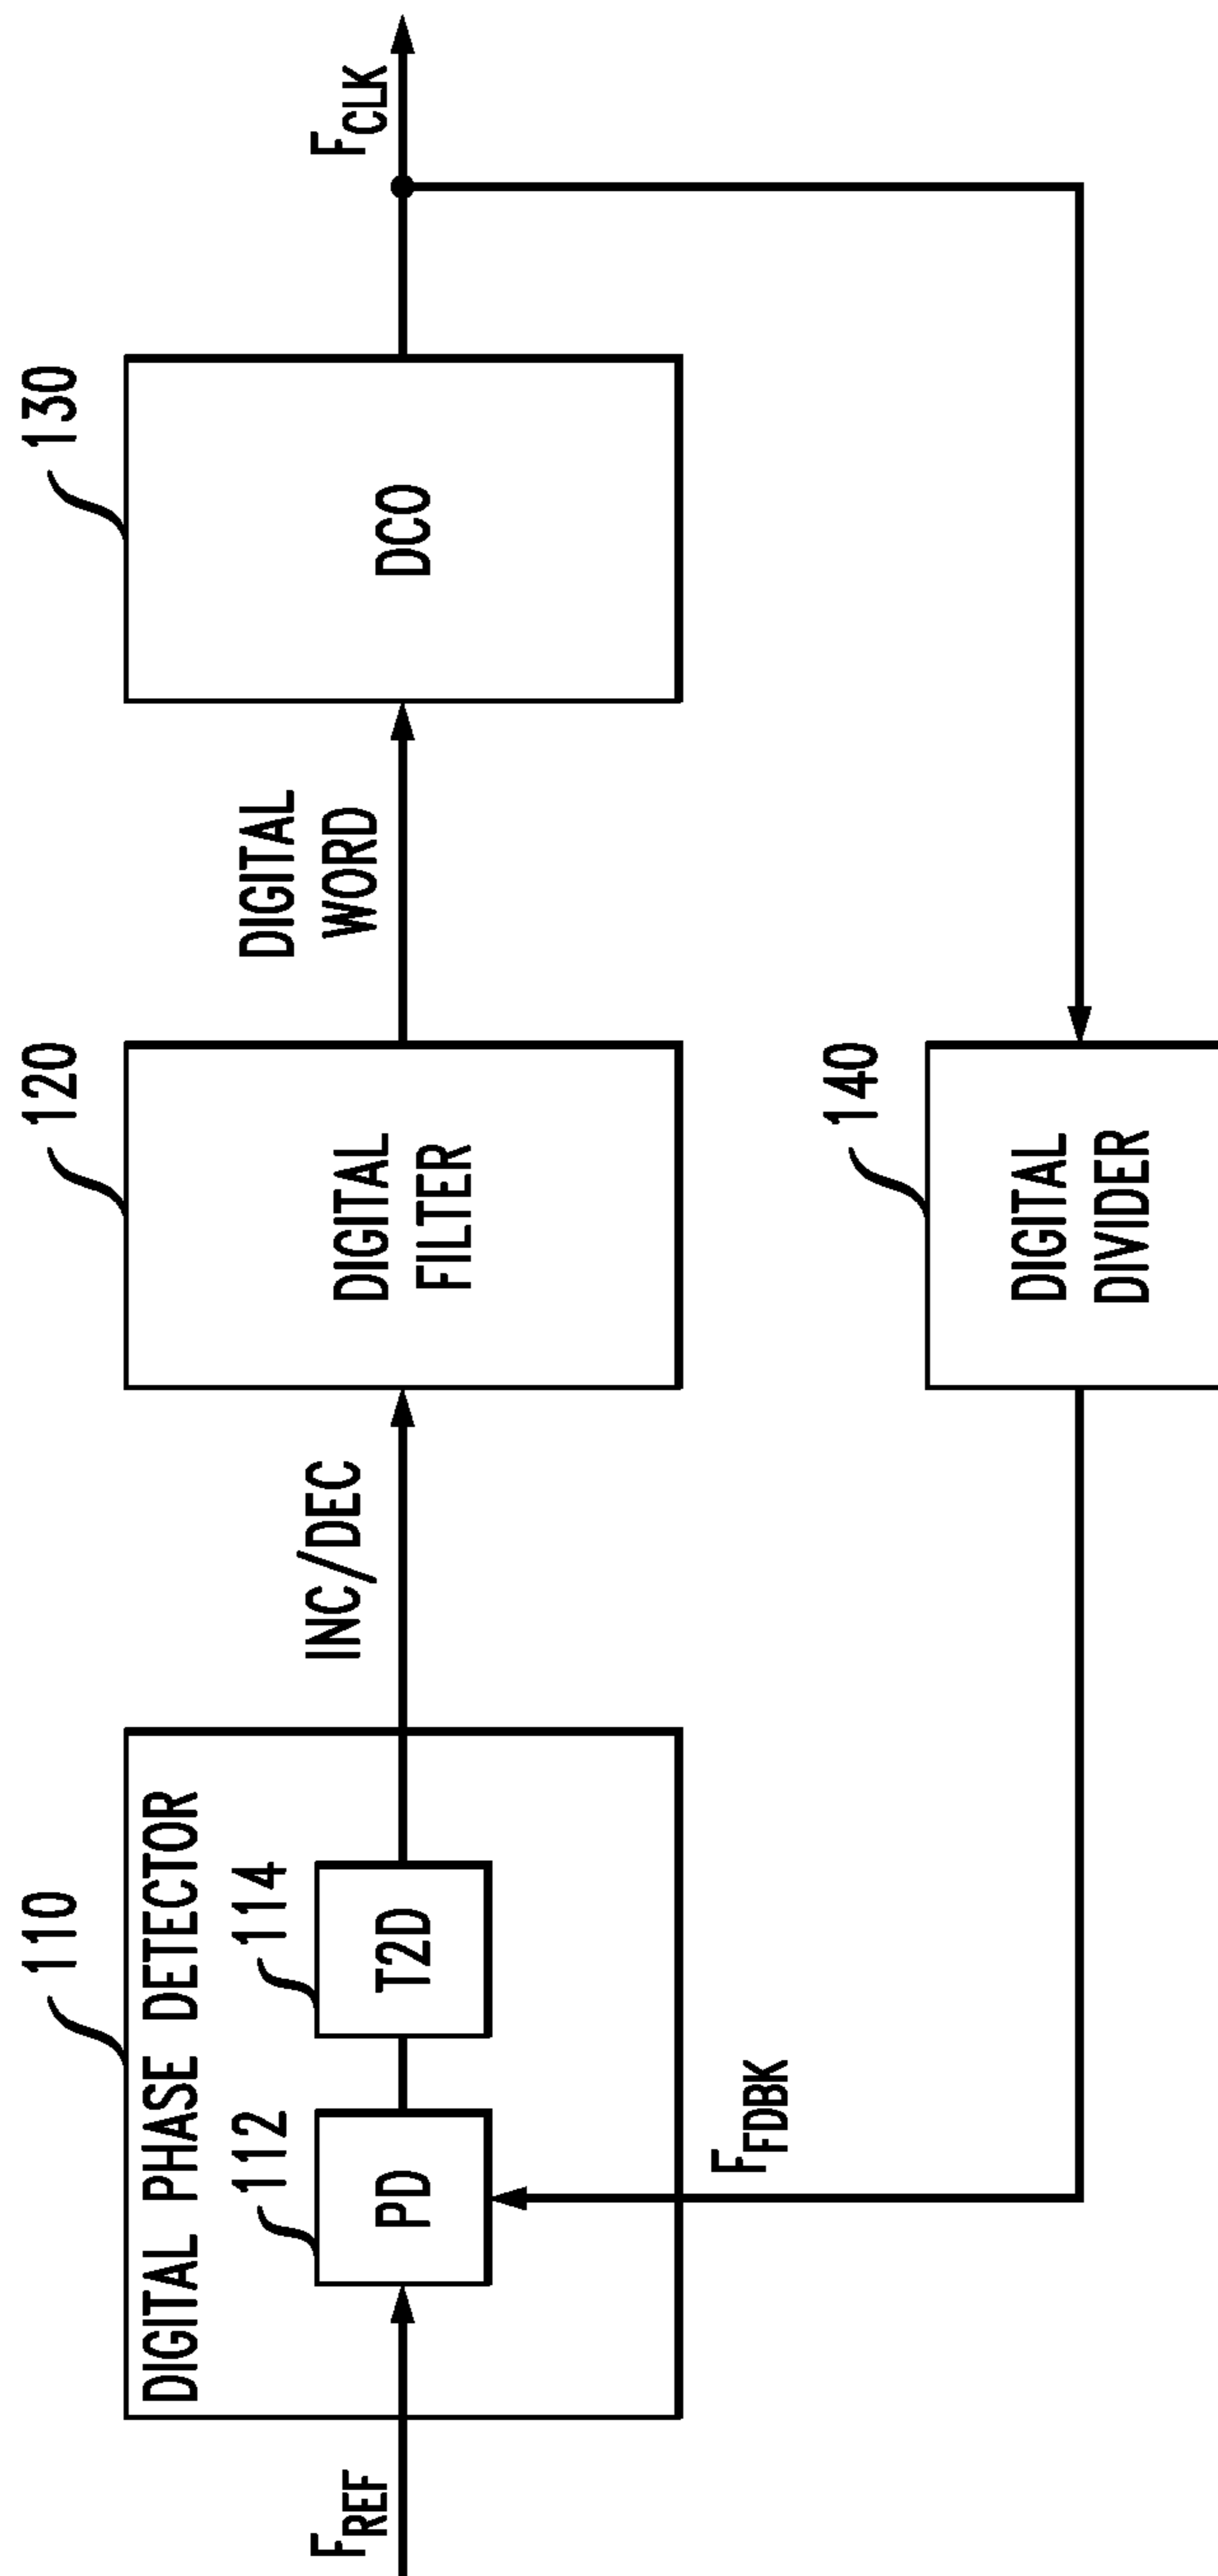 110
DIGITAL PHASE DETECTOR
112
PD
114
T2D
F_REF
INC/DEC
120
DIGITAL
FILTER
DIGITAL
WORD
130
DCO
F_CLK
F_FDBK
140
DIGITAL
DIVIDER